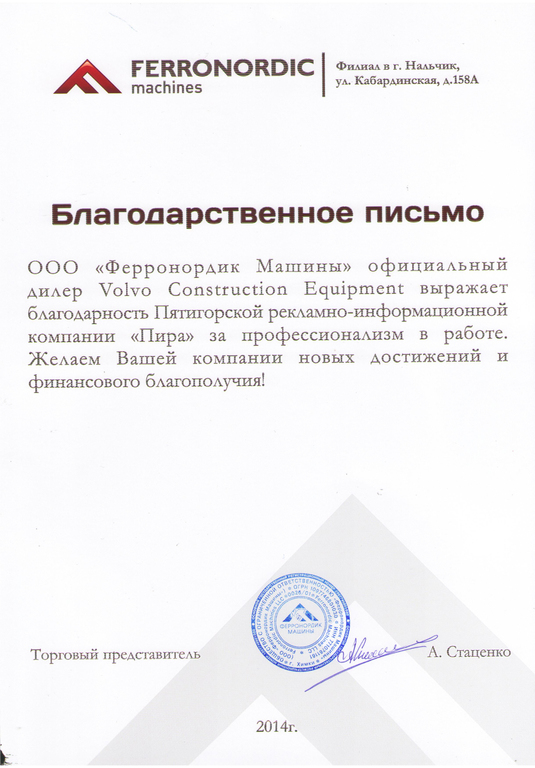 FERRONORDIC
machines
Филиал в г. Нальчик,
ул. Кабардинская, д.158А
Благодарственное письмо
ООО «Ферронордик Машины» официальный
дилер Volvo Construction Equipment выражает
благодарность Пятигорской рекламно-информационной
компании «Пира» за профессионализм в работе.
Желаем Вашей компании новых достижений и
финансового благополучия!
ФЕРРОНОРДИК
МАШИНЫ
Торговый представитель
А. Стаценко
2014г.